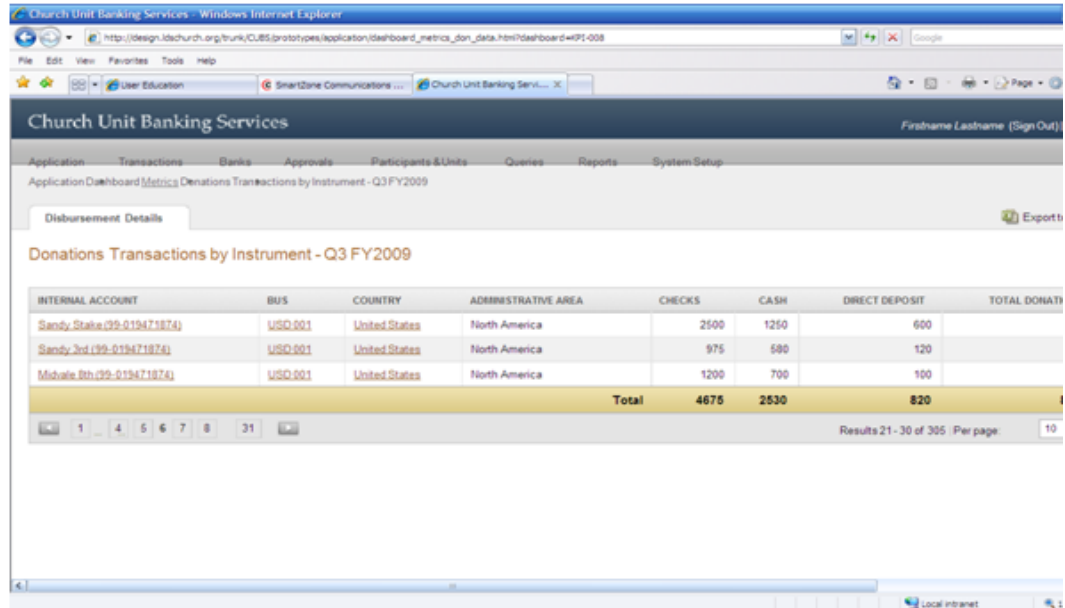 Church Unit Banking Services - Windows Internet Explorer
http://design.ldschurch.org/trunk/CUBS/prototypes/application/dashboard_metrics_don_data.html?dashboard=KPI-008 Google
File Edit View Favorites Tools Help
User Education SmartZone Communications ... Church Unit Banking Servi... X Page
Church Unit Banking Services Firstname Lastname (Sign Out)|
Application Transactions Banks Approvals Participants & Units Queries Reports System Setup
Application Dashboard Metrics Donations Transactions by Instrument - Q3 FY2009
Disbursement Details Export t
Donations Transactions by Instrument - Q3 FY2009
INTERNAL ACCOUNT BUS COUNTRY ADMINISTRATIVE AREA CHECKS CASH DIRECT DEPOSIT TOTAL DONATI
Sandy Stake (99-019471874) USD 001 United States North America 2500 1250 600
Sandy 3rd (99-019471874) USD 001 United States North America 975 580 120
Midvale 8th (99-019471874) USD 001 United States North America 1200 700 100
Total 4675 2530 820
1 ... 4 5 6 7 8 31 Results 21 - 30 of 305 Per page: 10
Local intranet